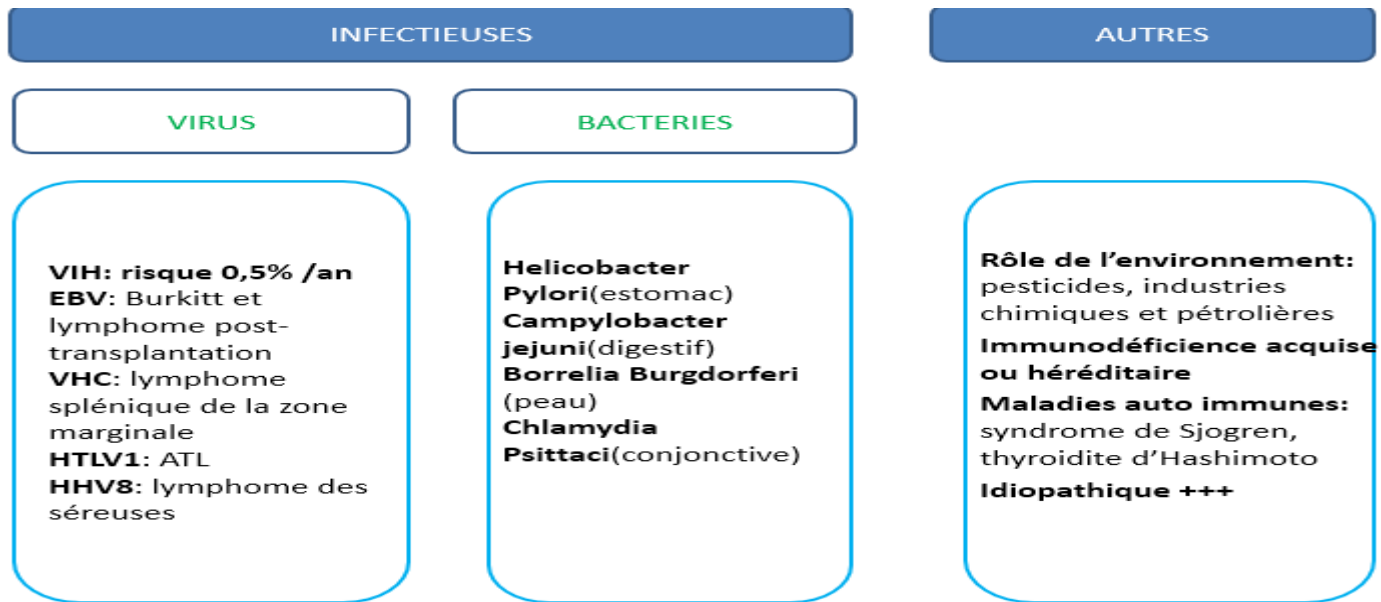 INFECTIEUSES
AUTRES
VIRUS
BACTERIES
VIH: risque 0,5% /an
EBV: Burkitt et
lymphome post-
transplantation
VHC: lymphome
splénique de la zone
marginale
HTLV1: ATL
HHV8: lymphome des
séreuses
Helicobacter
Pylori(estomac)
Campylobacter
jejuni(digestif)
Borrelia Burgdorferi
(peau)
Chlamydia
Psittaci(conjonctive)
Rôle de l’environnement:
pesticides, industries
chimiques et pétrolières
Immunodéficience acquise
ou héréditaire
Maladies auto immunes:
syndrome de Sjogren,
thyroidite d’Hashimoto
Idiopathique +++